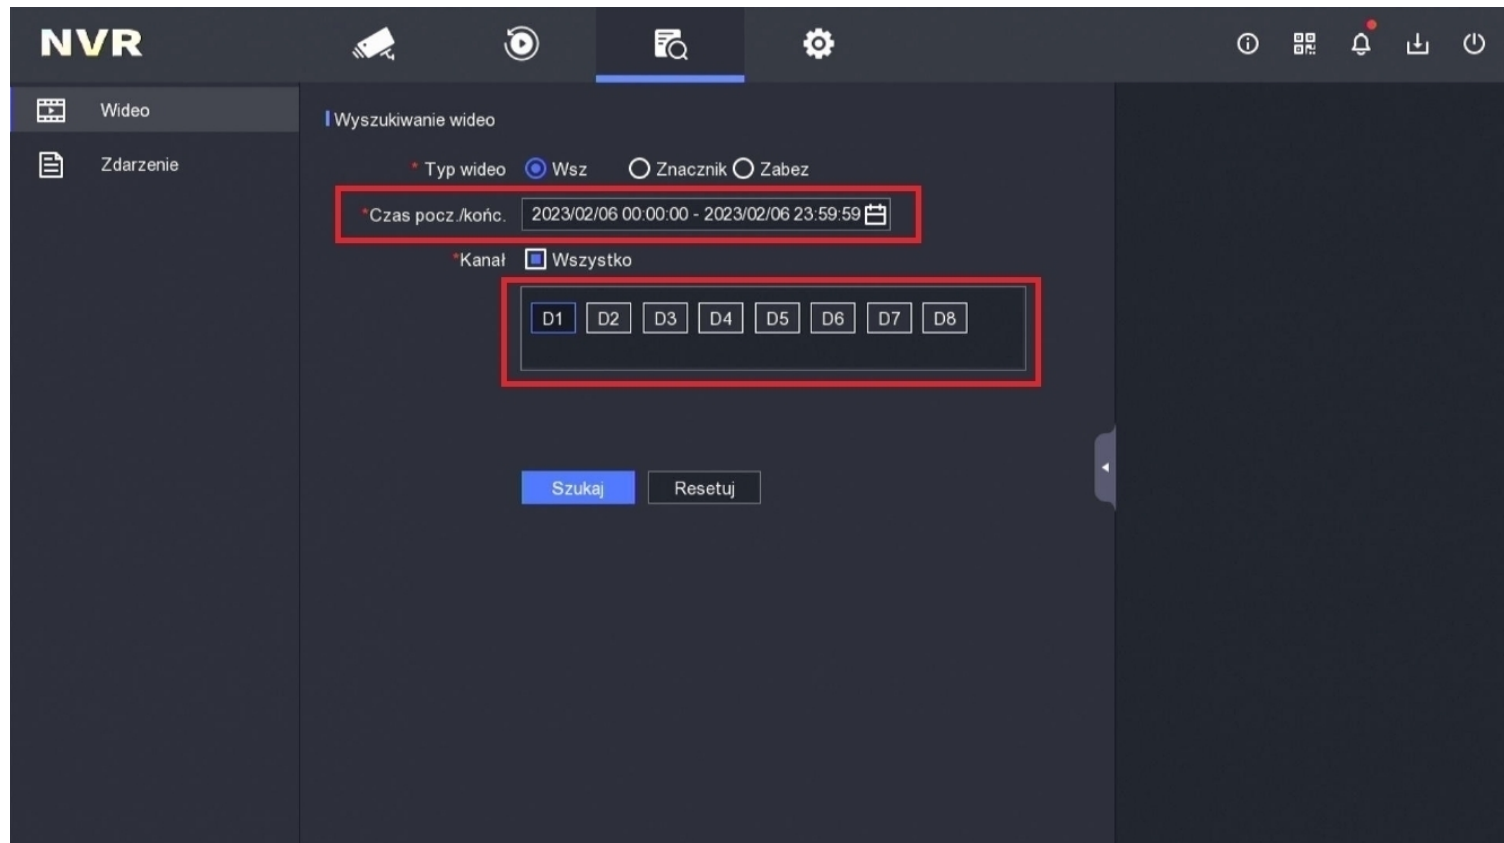 NVR
Wideo
Zdarzenie
Wyszukiwanie wideo
* Typ wideo Wsz Znacznik Zabez
*Czas pocz./końc. 2023/02/06 00:00:00 - 2023/02/06 23:59:59
*Kanał Wszystko
D1 D2 D3 D4 D5 D6 D7 D8
Szukaj Resetuj